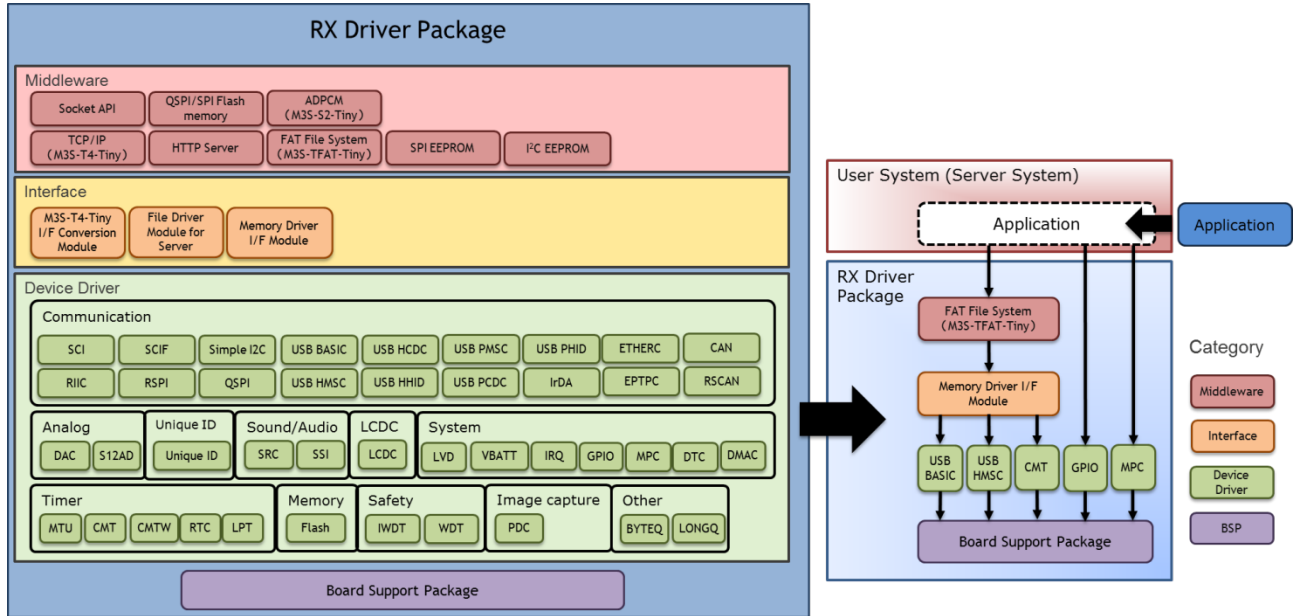 RX Driver Package
Middleware
Socket API
QSPI/SPI Flash
memory
ADPCM
(M3S-S2-Tiny)
TCP/IP
(M3S-T4-Tiny)
HTTP Server
FAT File System
(M3S-TFAT-Tiny)
SPI EEPROM
I²C EEPROM
Interface
M3S-T4-Tiny
I/F Conversion
Module
File Driver
Module for
Server
Memory Driver
I/F Module
Device Driver
Communication
SCI
SCIF
Simple I2C
USB BASIC
USB HCDC
USB PMSC
USB PHID
ETHERC
CAN
RIIC
RSPI
QSPI
USB HMSC
USB HHID
USB PCDC
IrDA
EPTPC
RSCAN
Analog
DAC
S12AD
Unique ID
Unique ID
Sound/Audio
SRC
SSI
LCDC
LCDC
System
LVD
VBATT
IRQ
GPIO
MPC
DTC
DMAC
Timer
MTU
CMT
CMTW
RTC
LPT
Memory
Flash
Safety
IWDT
WDT
Image capture
PDC
Other
BYTEQ
LONGQ
Board Support Package
User System (Server System)
Application
Application
RX Driver
Package
FAT File System
(M3S-TFAT-Tiny)
Memory Driver I/F
Module
USB
BASIC
USB
HMSC
CMT
GPIO
MPC
Board Support Package
Category
Middleware
Interface
Device
Driver
BSP